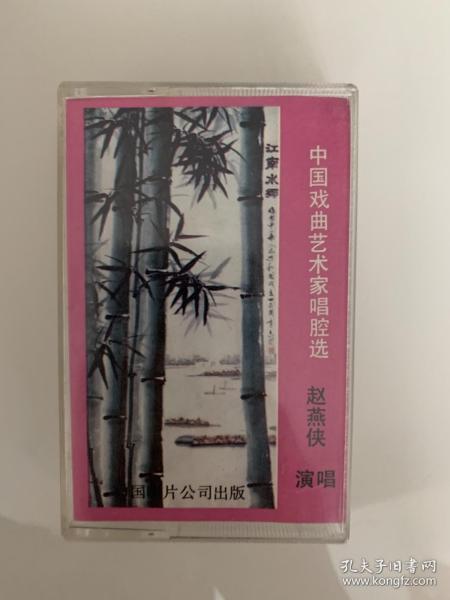 中国戏曲艺术家唱腔选
赵燕侠
演唱
江南水乡
国 片公司出版
孔夫子旧书网
www.kongfz.com